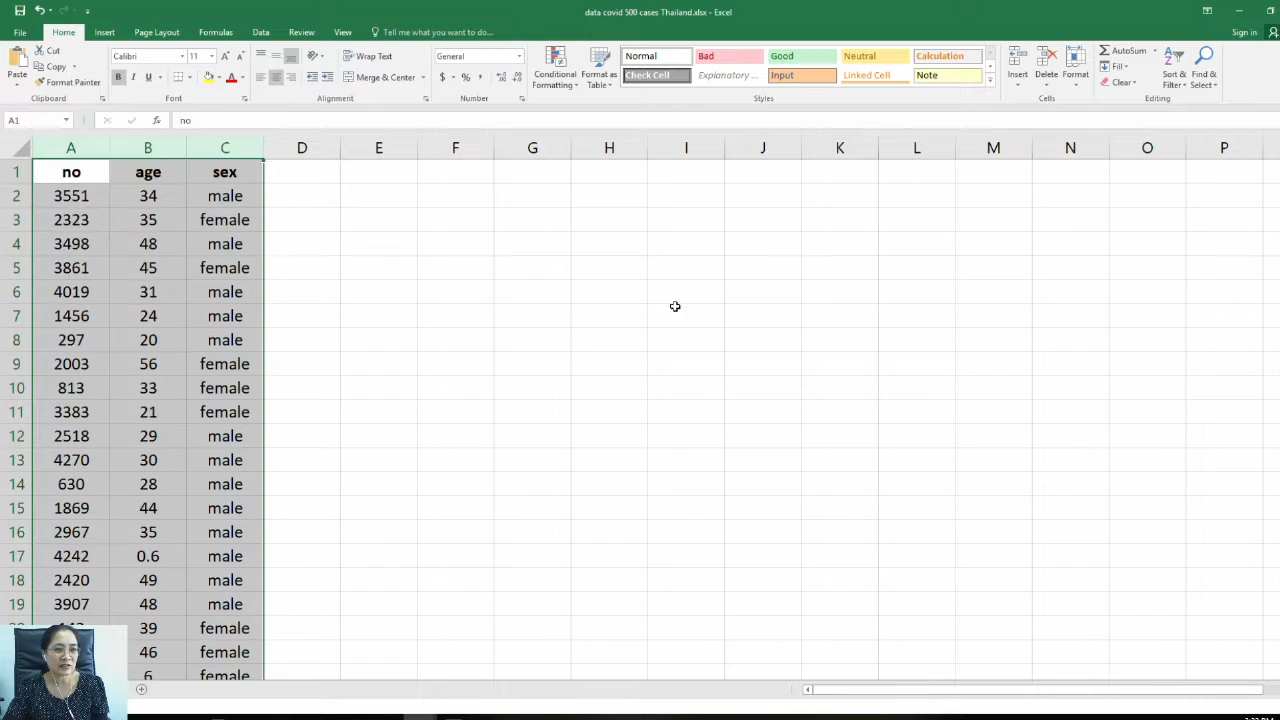 data covid 500 cases Thailand.xlsx - Excel
File Home Insert Page Layout Formulas Data Review View Tell me what you want to do... Sign in
Cut Calibri 11 General Normal Bad Good Neutral Calculation AutoSum
Copy Wrap Text Fill
Paste Format Painter B I U Merge & Center Conditional Formatting Format as Table Check Cell Explanatory ... Input Linked Cell Note Insert Delete Format Clear Sort & Filter Find & Select
Clipboard Font Alignment Number Styles Cells Editing
A1 fx no
A B C D E F G H I J K L M N O P
1 no age sex
2 3551 34 male
3 2323 35 female
4 3498 48 male
5 3861 45 female
6 4019 31 male
7 1456 24 male
8 297 20 male
9 2003 56 female
10 813 33 female
11 3383 21 female
12 2518 29 male
13 4270 30 male
14 630 28 male
15 1869 44 male
16 2967 35 male
17 4242 0.6 male
18 2420 49 male
19 3907 48 male
39 female
46 female
6 female